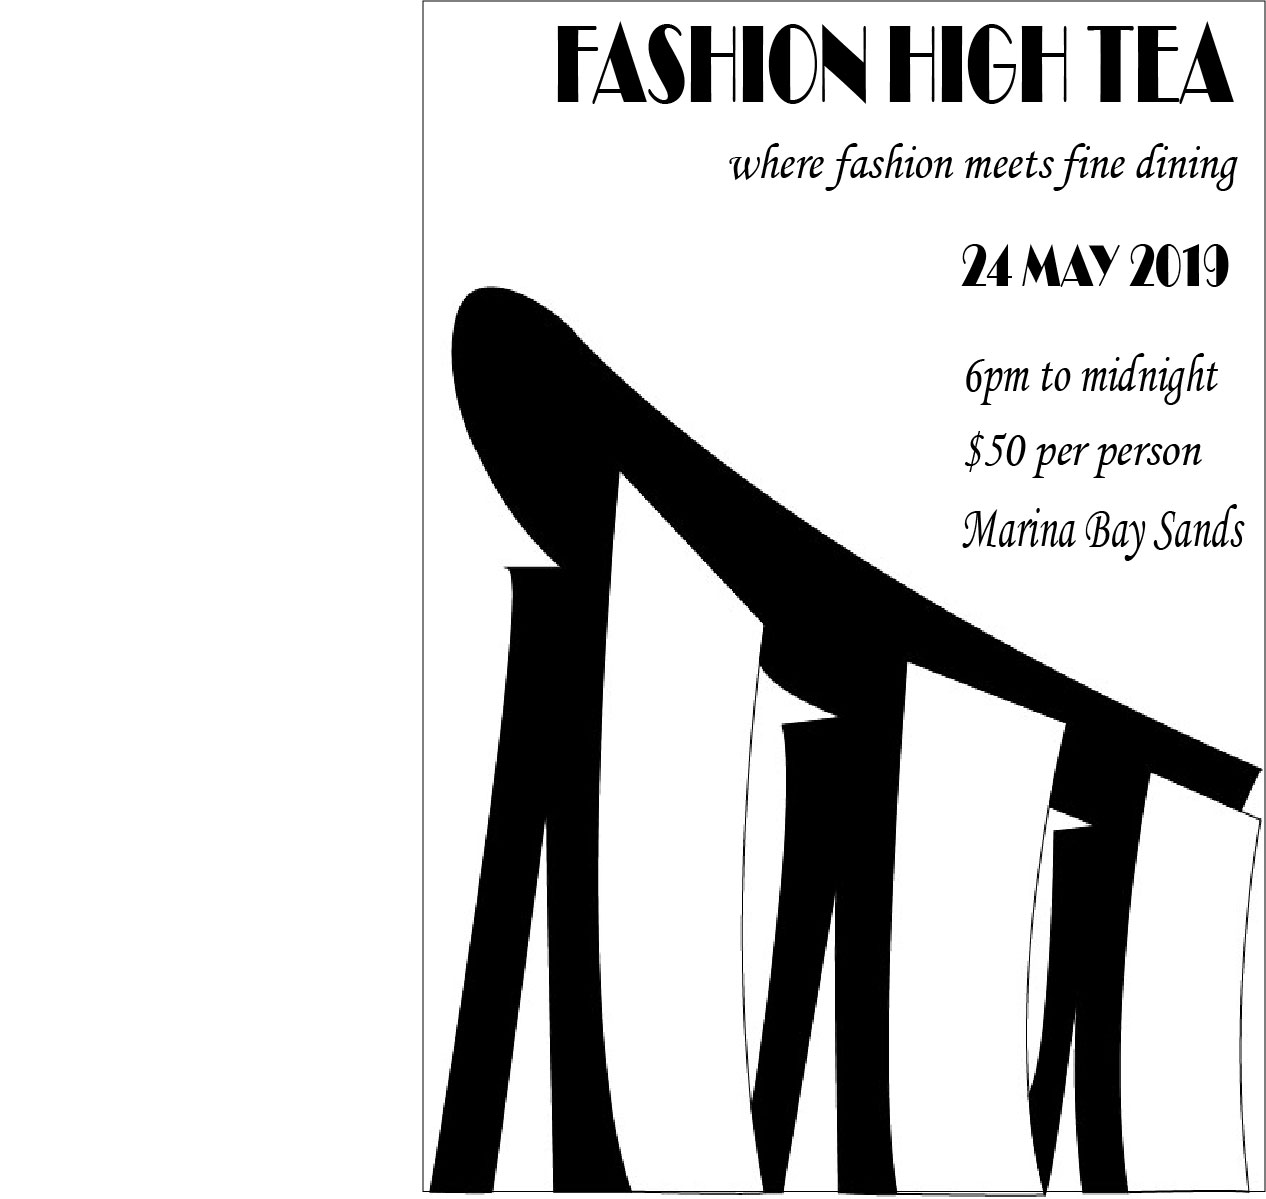 FASHION HIGH TEA
where fashion meets fine dining
24 MAY 2019
6pm to midnight
$50 per person
Marina Bay Sands